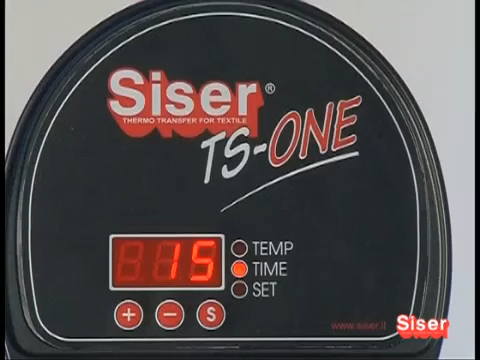 Siser®
THERMO TRANSFER FOR TEXTILE
TS-ONE
15
TEMP
TIME
SET
+ - S
www.siser.it
Siser